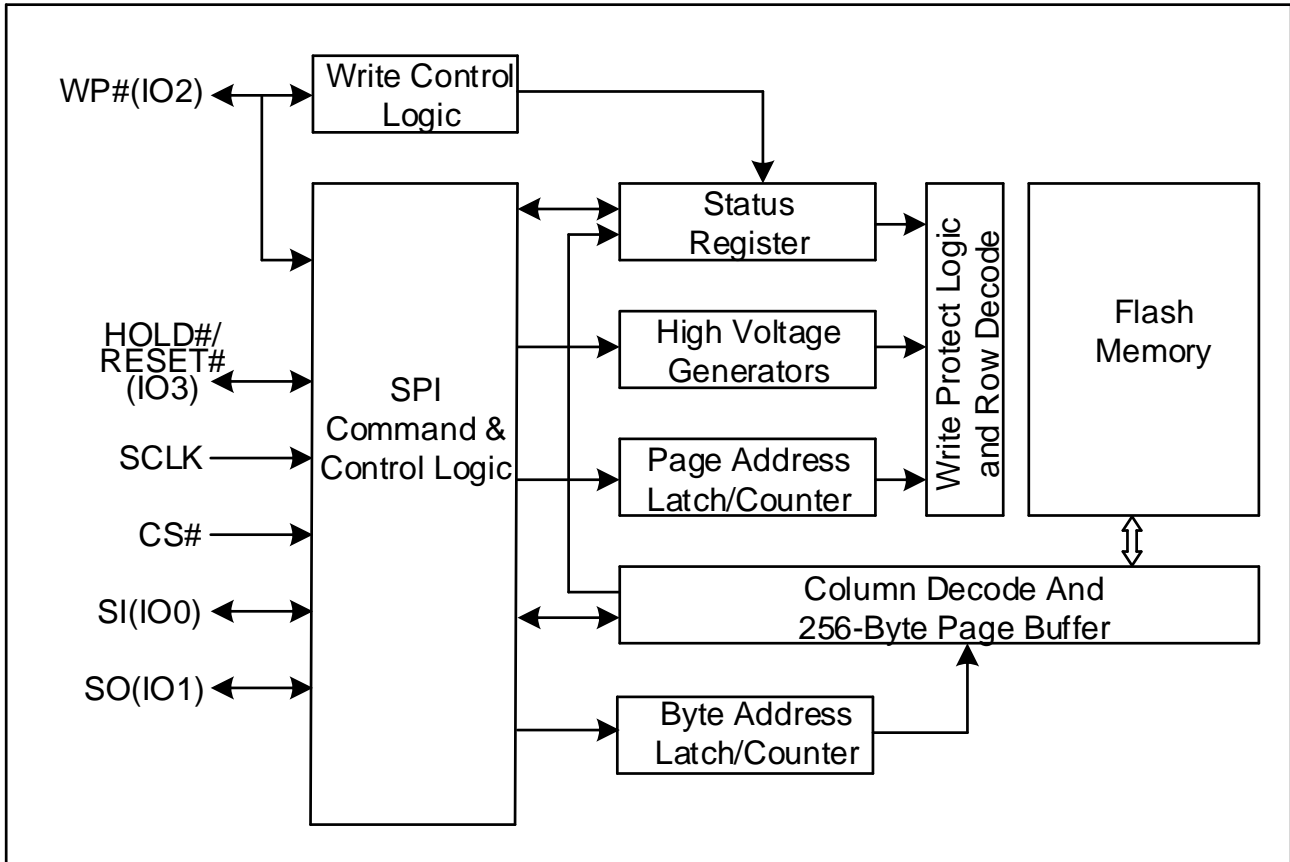 WP#(IO2)
Write Control
Logic
Status
Register
Write Protect Logic
and Row Decode
Flash
Memory
HOLD#/
RESET#
(IO3)
High Voltage
Generators
SPI
Command &
Control Logic
SCLK
Page Address
Latch/Counter
CS#
SI(IO0)
Column Decode And
256-Byte Page Buffer
SO(IO1)
Byte Address
Latch/Counter